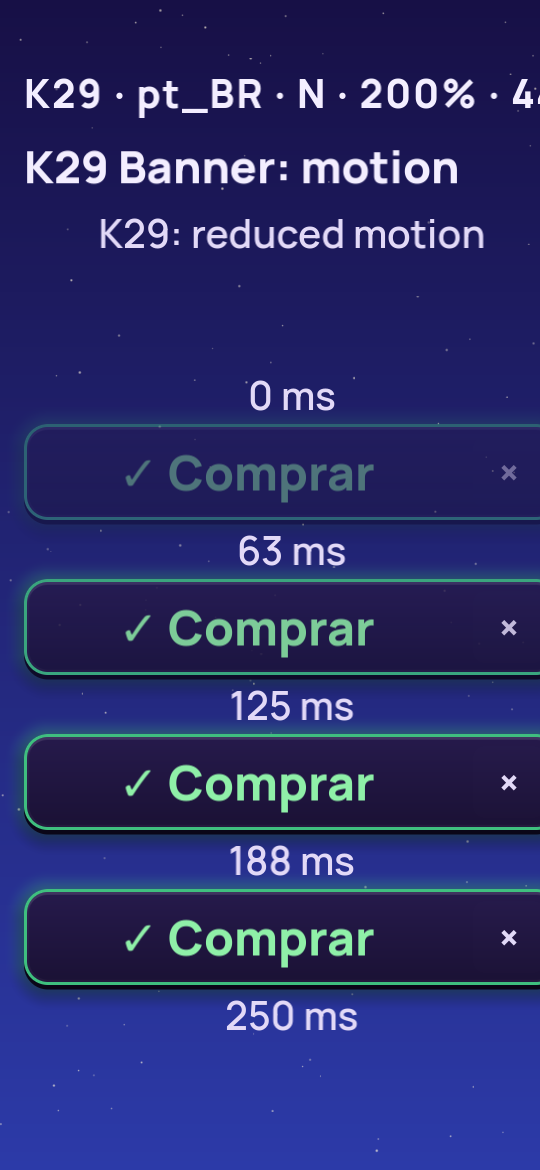 K29 · pt_BR · N · 200% · 4
K29 Banner: motion
K29: reduced motion
0 ms
✓ Comprar ×
63 ms
✓ Comprar ×
125 ms
✓ Comprar ×
188 ms
✓ Comprar ×
250 ms